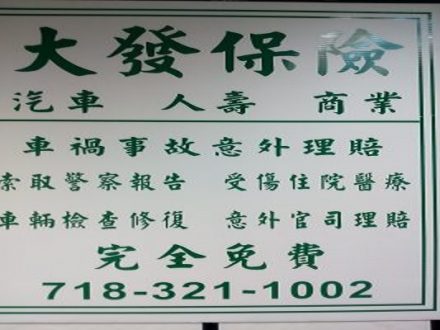 大發保險
汽車 人壽 商業
車禍事故意外理賠
索取警察報告 受傷住院醫療
車輛檢查修復 意外官司理賠
完全免費
718-321-1002